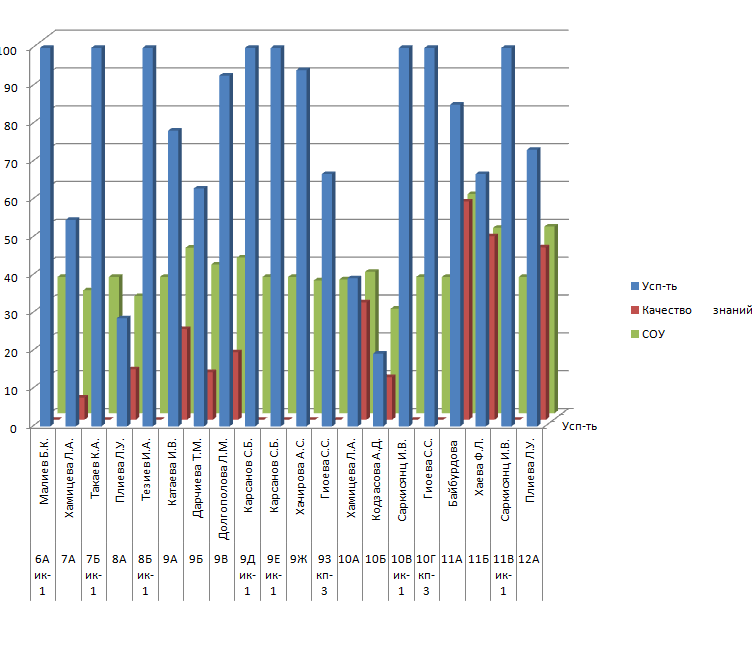 100
90
80
70
60
50
40
30
20
10
0
Усп-ть
Качество знаний
СОУ
Усп-ть
Малиев Б.К.
Хамицева Л.А.
Такаев К.А.
Плиева Л.У.
Тезиев И.А.
Катаева И.В.
Дарчиева Т.М.
Долгополова Л.М.
Карсанов С.Б.
Карсанов С.Б.
Хачирова А.С.
Гиоева С.С.
Хамицева Л.А.
Кодзасова А.Д.
Саркисянц И.В.
Гиоева С.С.
Байбурдова
Хаева Ф.Л.
Саркисянц И.В.
Плиева Л.У.
6А 7А 7Б 8А 8Б 9А 9Б 9В 9Д 9Е 9Ж 9З 10А 10Б 10В 10Г 11А 11Б 11В 12А
ик- ик- ик- ик- ик- кп- ик- кп- ик-
1 1 1 1 1 3 1 3 1